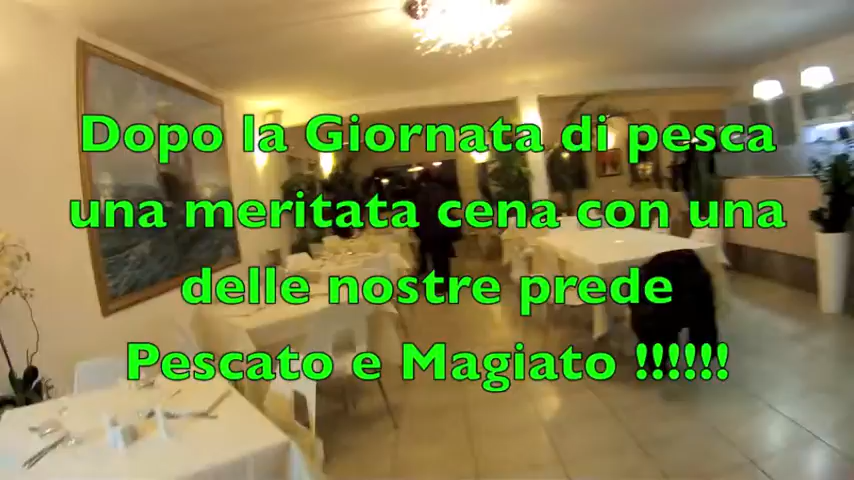 Dopo la Giornata di pesca
una meritata cena con una
delle nostre prede
Pescato e Magiato !!!!!!